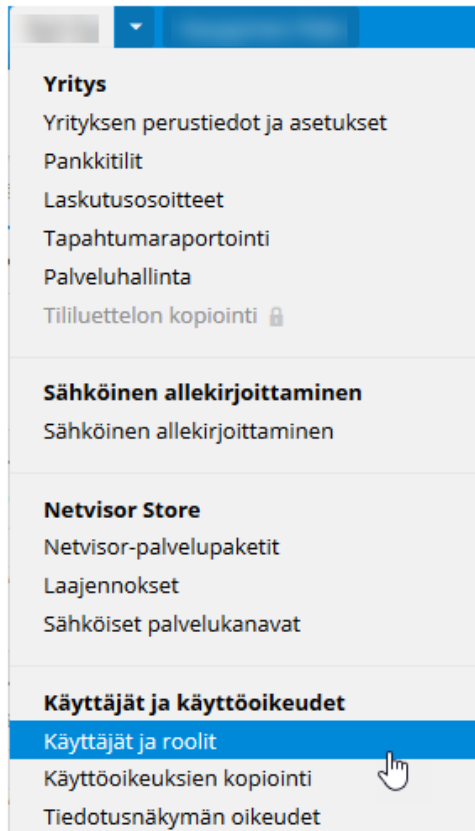 Yritys
Yrityksen perustiedot ja asetukset
Pankkitilit
Laskutusosoitteet
Tapahtumaraportointi
Palveluhallinta
Tililuettelon kopiointi
Sähköinen allekirjoittaminen
Sähköinen allekirjoittaminen
Netvisor Store
Netvisor-palvelupaketit
Laajennokset
Sähköiset palvelukanavat
Käyttäjät ja käyttöoikeudet
Käyttäjät ja roolit
Käyttöoikeuksien kopiointi
Tiedotusnäkymän oikeudet